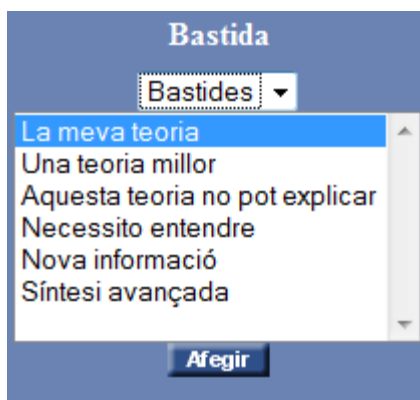 Bastida
Bastides
La meva teoria
Una teoria millor
Aquesta teoria no pot explicar
Necessito entendre
Nova informació
Síntesi avançada
Afegir